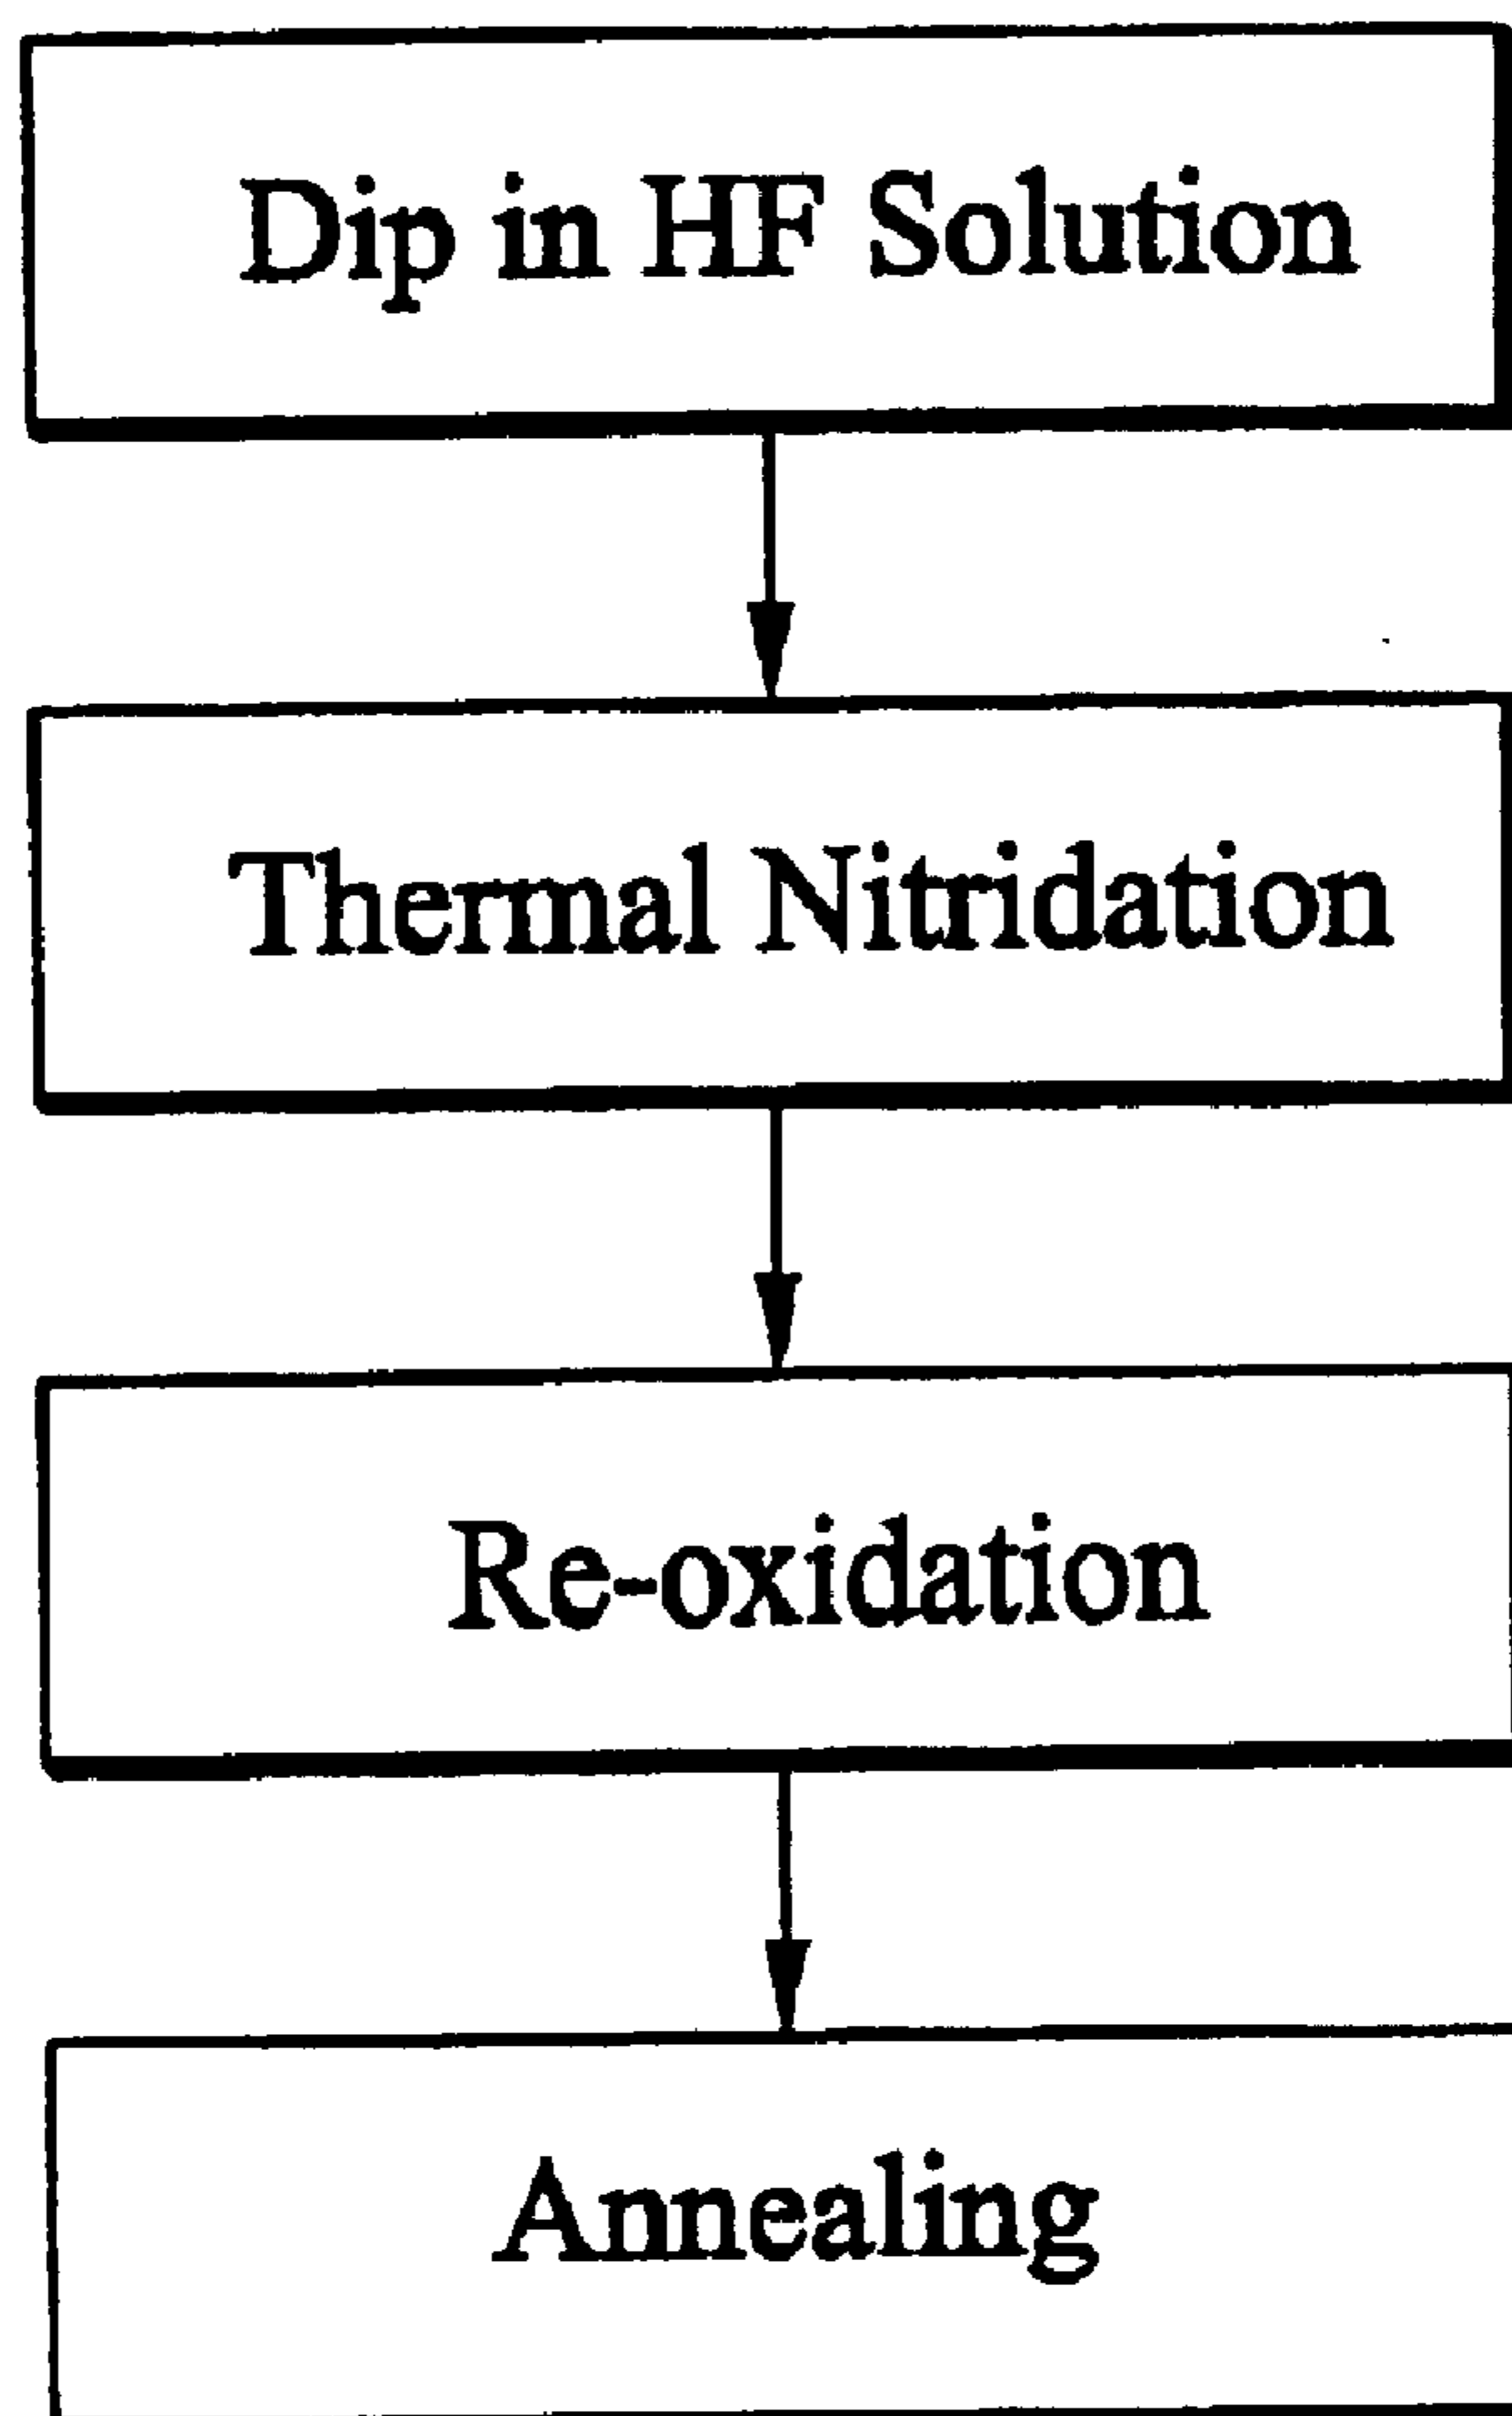 Dip in HF Solution
Thermal Nitridation
Re-oxidation
Annealing